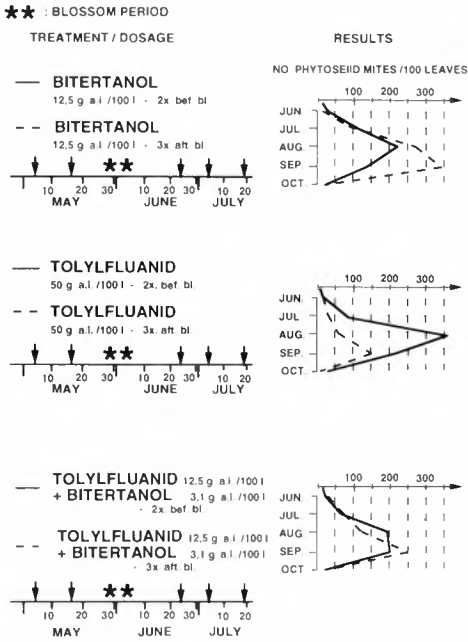 ★★ : BLOSSOM PERIOD
TREATMENT / DOSAGE
RESULTS
NO PHYTOSEIID MITES /100 LEAVES
BITERTANOL
12,5 g a.i. /100 l - 2x bef. bl.
BITERTANOL
12,5 g a.i. /100 l - 3x aft. bl.
10 20 30 10 20 30 10 20
MAY JUNE JULY
100 200 300
JUN.
JUL.
AUG.
SEP.
OCT.
TOLYLFLUANID
50 g a.i. /100 l - 2x. bef. bl.
TOLYLFLUANID
50 g a.i. /100 l - 3x. aft. bl.
10 20 30 10 20 30 10 20
MAY JUNE JULY
100 200 300
JUN.
JUL.
AUG.
SEP.
OCT.
TOLYLFLUANID 12,5 g a.i. /100 l
+ BITERTANOL 3,1 g a.i. /100 l
- 2x. bef. bl.
TOLYLFLUANID 12,5 g a.i. /100 l
+ BITERTANOL 3,1 g a.i. /100 l
- 3x. aft. bl.
10 20 30 10 20 30 10 20
MAY JUNE JULY
100 200 300
JUN.
JUL.
AUG.
SEP.
OCT.